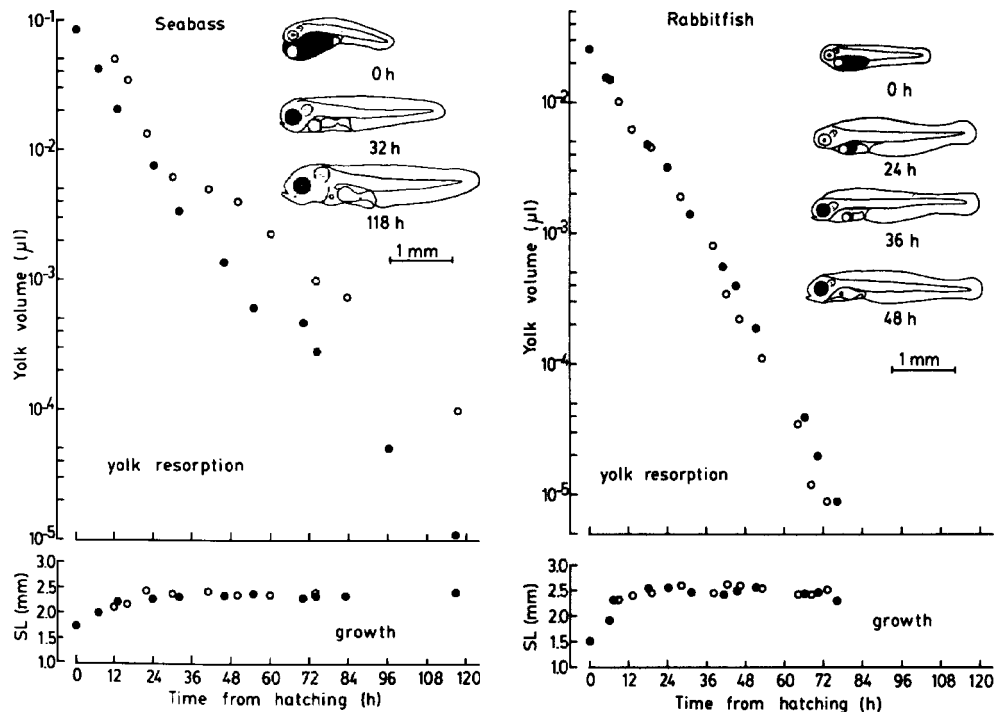 Seabass
10⁻¹
10⁻²
10⁻³
10⁻⁴
10⁻⁵
Yolk volume (µl)
0 h
32 h
118 h
1 mm
yolk resorption
3.0
2.5
2.0
1.5
1.0
SL (mm)
growth
0 12 24 36 48 60 72 84 96 108 120
Time from hatching (h)
Rabbitfish
10⁻²
10⁻³
10⁻⁴
10⁻⁵
Yolk volume (µl)
0 h
24 h
36 h
48 h
1 mm
yolk resorption
3.0
2.5
2.0
1.5
1.0
SL (mm)
growth
0 12 24 36 48 60 72 84 96 108 120
Time from hatching (h)